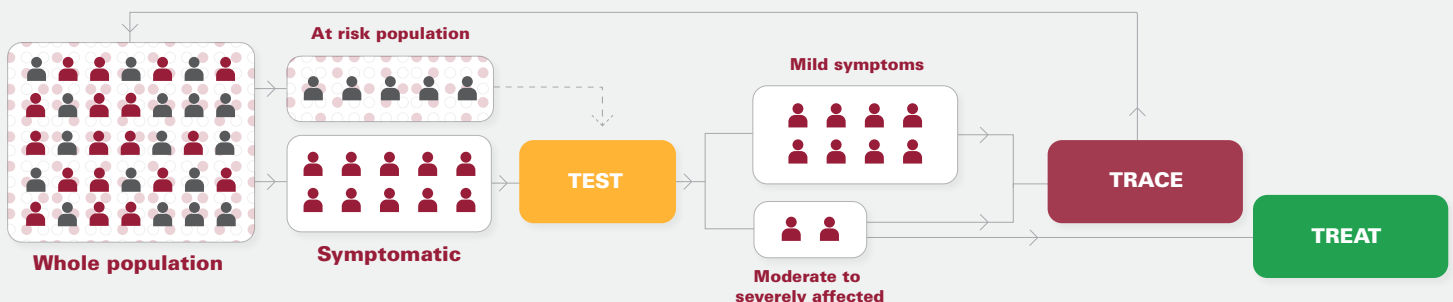 At risk population
Whole population
Symptomatic
TEST
Mild symptoms
Moderate to
severely affected
TRACE
TREAT